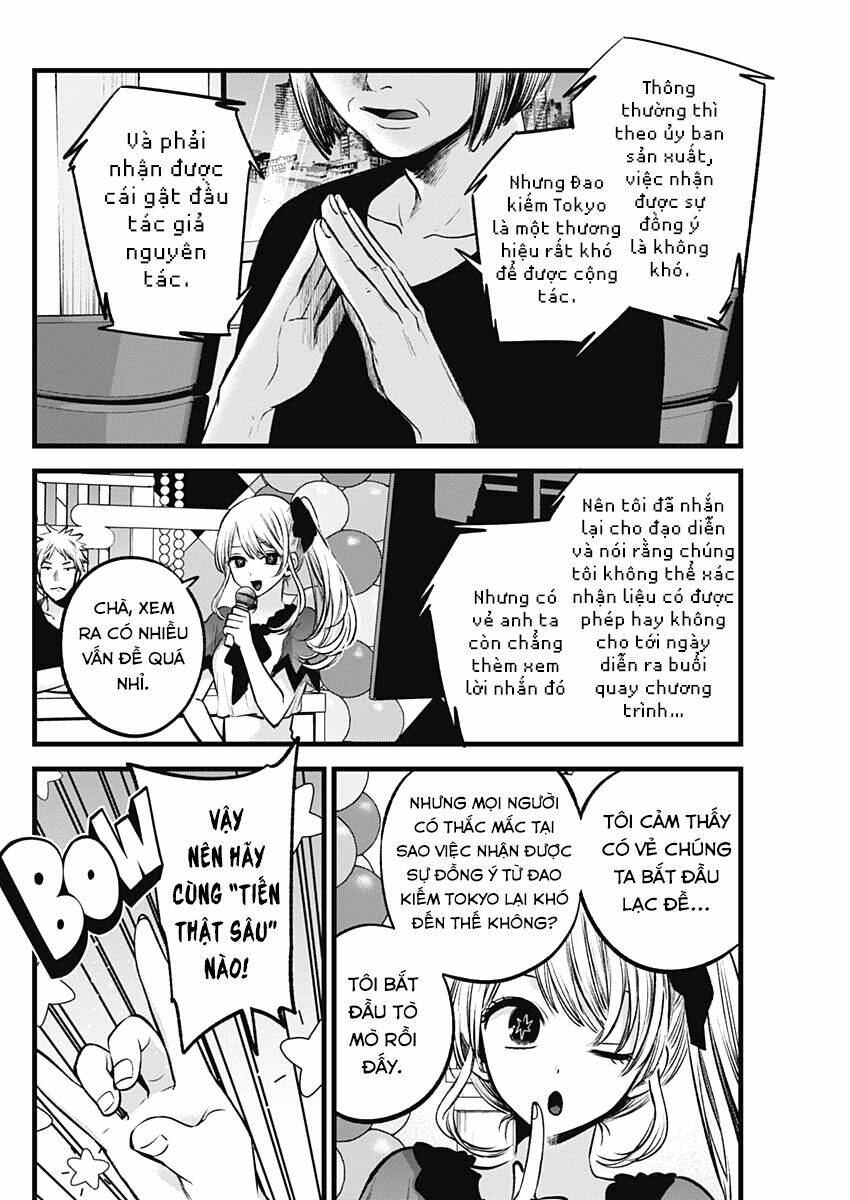 Thông
thường thì
theo ủy ban
sản xuất,
việc nhận
được sự
đồng ý
là không
khó.
Nhưng Đao
kiếm Tokyo
là một thương
hiệu rất khó
để được cộng
tác.
Và phải
nhận được
cái gật đầu
tác giả
nguyên
tác.
Nên tôi đã nhắn
lại cho đạo diễn
và nói rằng chúng
tôi không thể xác
nhận liệu có được
phép hay không
cho tới ngày
diễn ra buổi
quay chương
trình...
Nhưng có
vẻ anh ta
còn chẳng
thèm xem
lời nhắn đó
CHÀ, XEM
RA CÓ NHIỀU
VẤN ĐỀ QUÁ
NHỈ.
TÔI CẢM THẤY
CÓ VẺ CHÚNG
TA BẮT ĐẦU
LẠC ĐỀ...
NHƯNG MỌI NGƯỜI
CÓ THẮC MẮC TẠI
SAO VIỆC NHẬN ĐƯỢC
SỰ ĐỒNG Ý TỪ ĐAO
KIẾM TOKYO LẠI KHÓ
ĐẾN THẾ KHÔNG?
TÔI BẮT
ĐẦU TÒ
MÒ RỒI
ĐẤY.
VẬY
NÊN HÃY
CÙNG "TIẾN
THẬT SÂU"
NÀO!
BOW